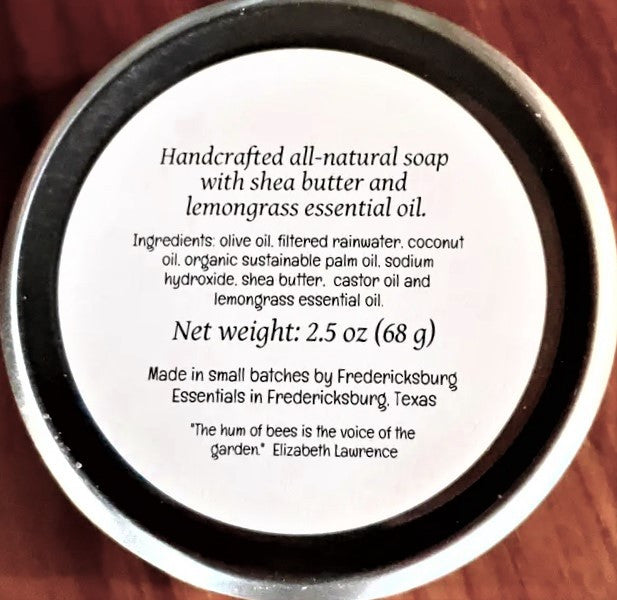 Handcrafted all-natural soap
with shea butter and
lemongrass essential oil.
Ingredients: olive oil, filtered rainwater, coconut
oil, organic sustainable palm oil, sodium
hydroxide, shea butter, castor oil and
lemongrass essential oil.
Net weight: 2.5 oz (68 g)
Made in small batches by Fredericksburg
Essentials in Fredericksburg, Texas
"The hum of bees is the voice of the
garden." Elizabeth Lawrence